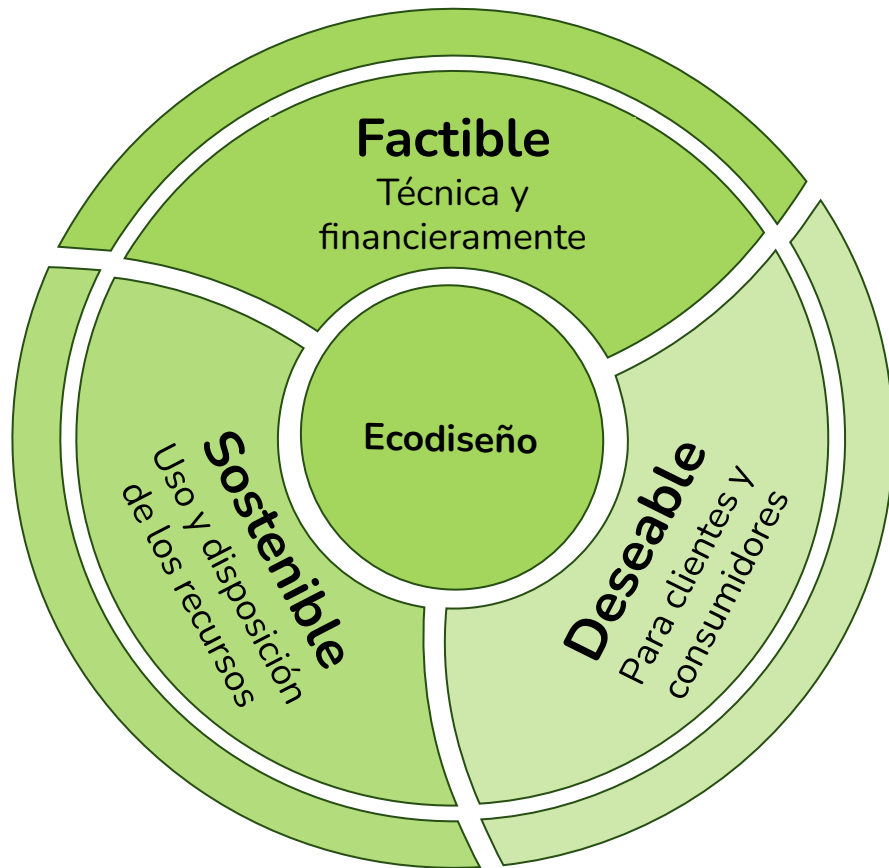 Factible
Técnica y
financieramente
Ecodiseño
Sostenible
Uso y disposición
de los recursos
Deseable
Para clientes y
consumidores